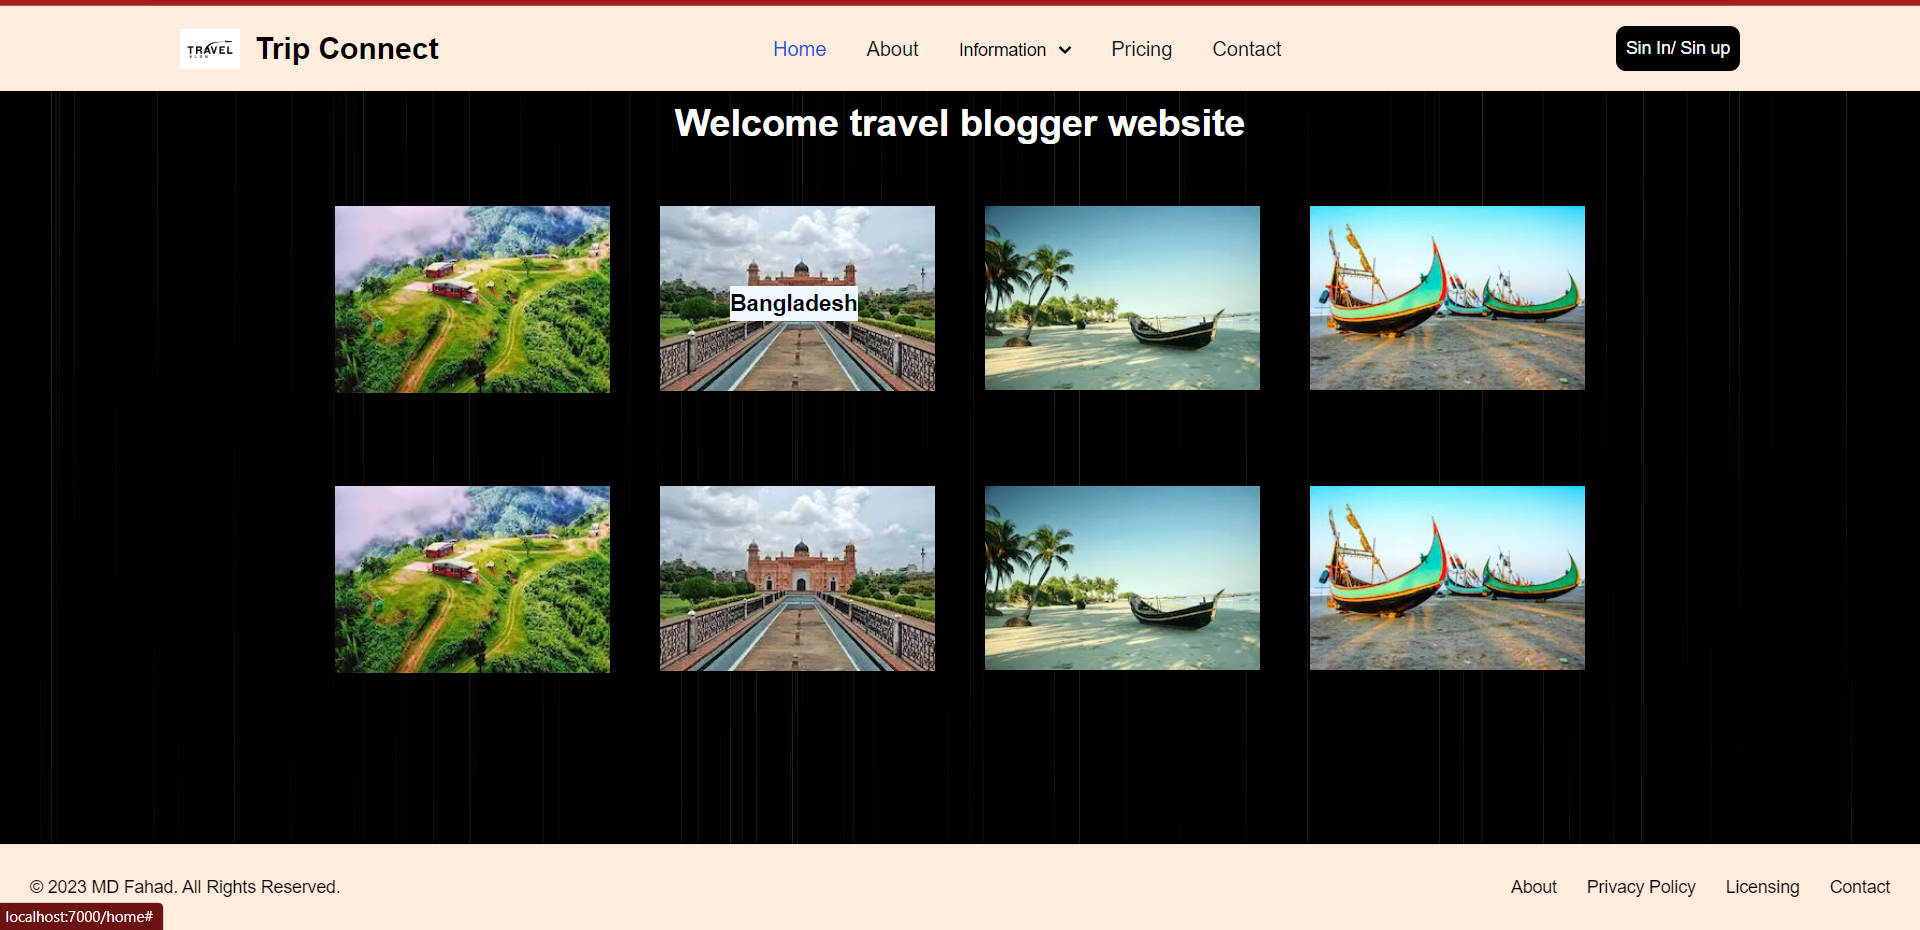 TRAVEL
BLOG
Trip Connect
Home
About
Information
Pricing
Contact
Sin In/ Sin up
Welcome travel blogger website
Bangladesh
© 2023 MD Fahad. All Rights Reserved.
About
Privacy Policy
Licensing
Contact
localhost:7000/home#